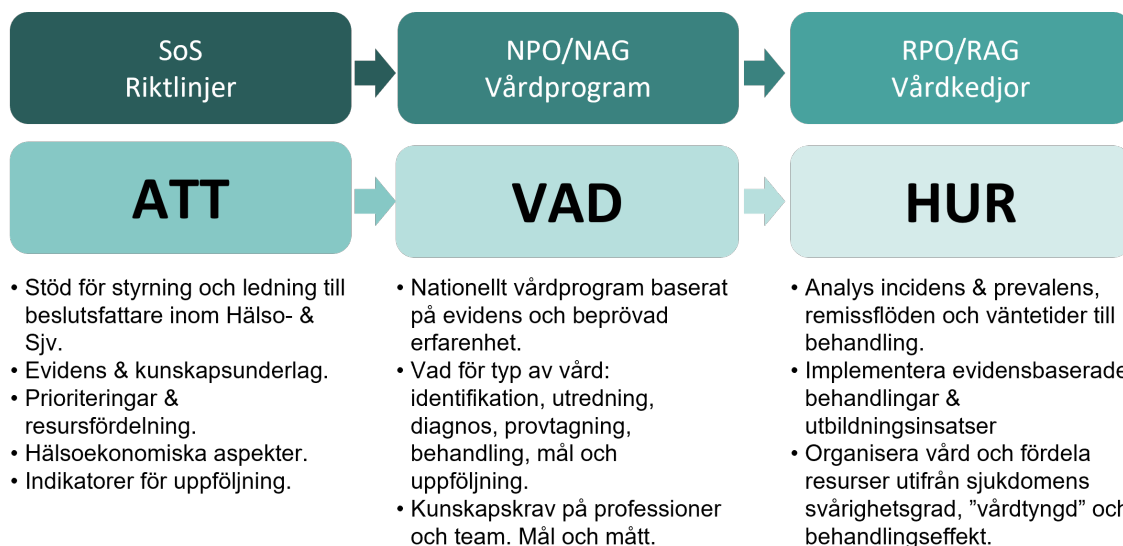 SoS
Riktlinjer
NPO/NAG
Vårdprogram
RPO/RAG
Vårdkedjor
ATT
VAD
HUR
• Stöd för styrning och ledning till
beslutsfattare inom Hälso- &
Sjv.
• Evidens & kunskapsunderlag.
• Prioriteringar &
resursfördelning.
• Hälsoekonomiska aspekter.
• Indikatorer för uppföljning.
• Nationellt vårdprogram baserat
på evidens och beprövad
erfarenhet.
• Vad för typ av vård:
identifikation, utredning,
diagnos, provtagning,
behandling, mål och
uppföljning.
• Kunskapskrav på professioner
och team. Mål och mått.
• Analys incidens & prevalens,
remissflöden och väntetider till
behandling.
• Implementera evidensbaserade
behandlingar &
utbildningsinsatser
• Organisera vård och fördela
resurser utifrån sjukdomens
svårighetsgrad, ”vårdtyngd” och
behandlingseffekt.